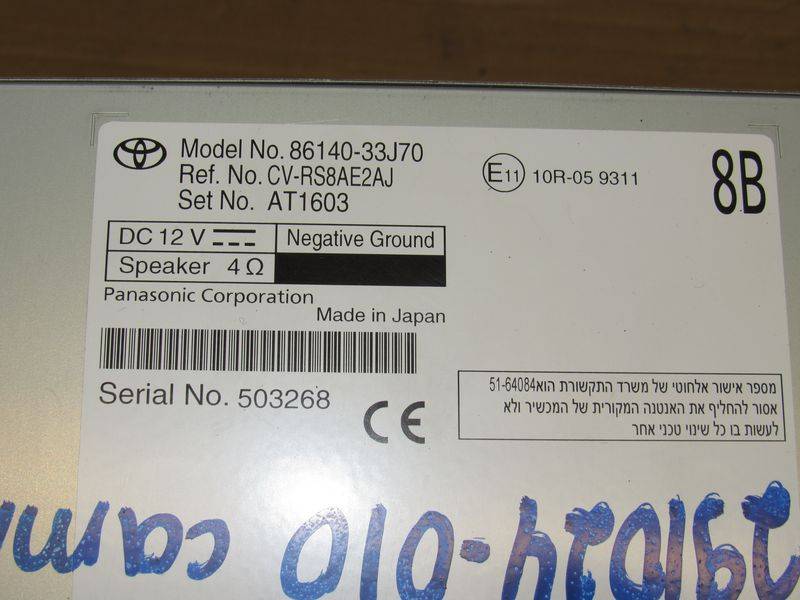 Model No. 86140-33J70
Ref. No. CV-RS8AE2AJ
Set No. AT1603
E11 10R-05 9311
8B
DC 12 V Negative Ground
Speaker 4 Ω
Panasonic Corporation
Made in Japan
Serial No. 503268
CE
מספר אישור אלחוטי של משרד התקשורת הוא51-64084
אסור להחליף את האנטנה המקורית של המכשיר ולא
לעשות בו כל שינוי טכני אחר